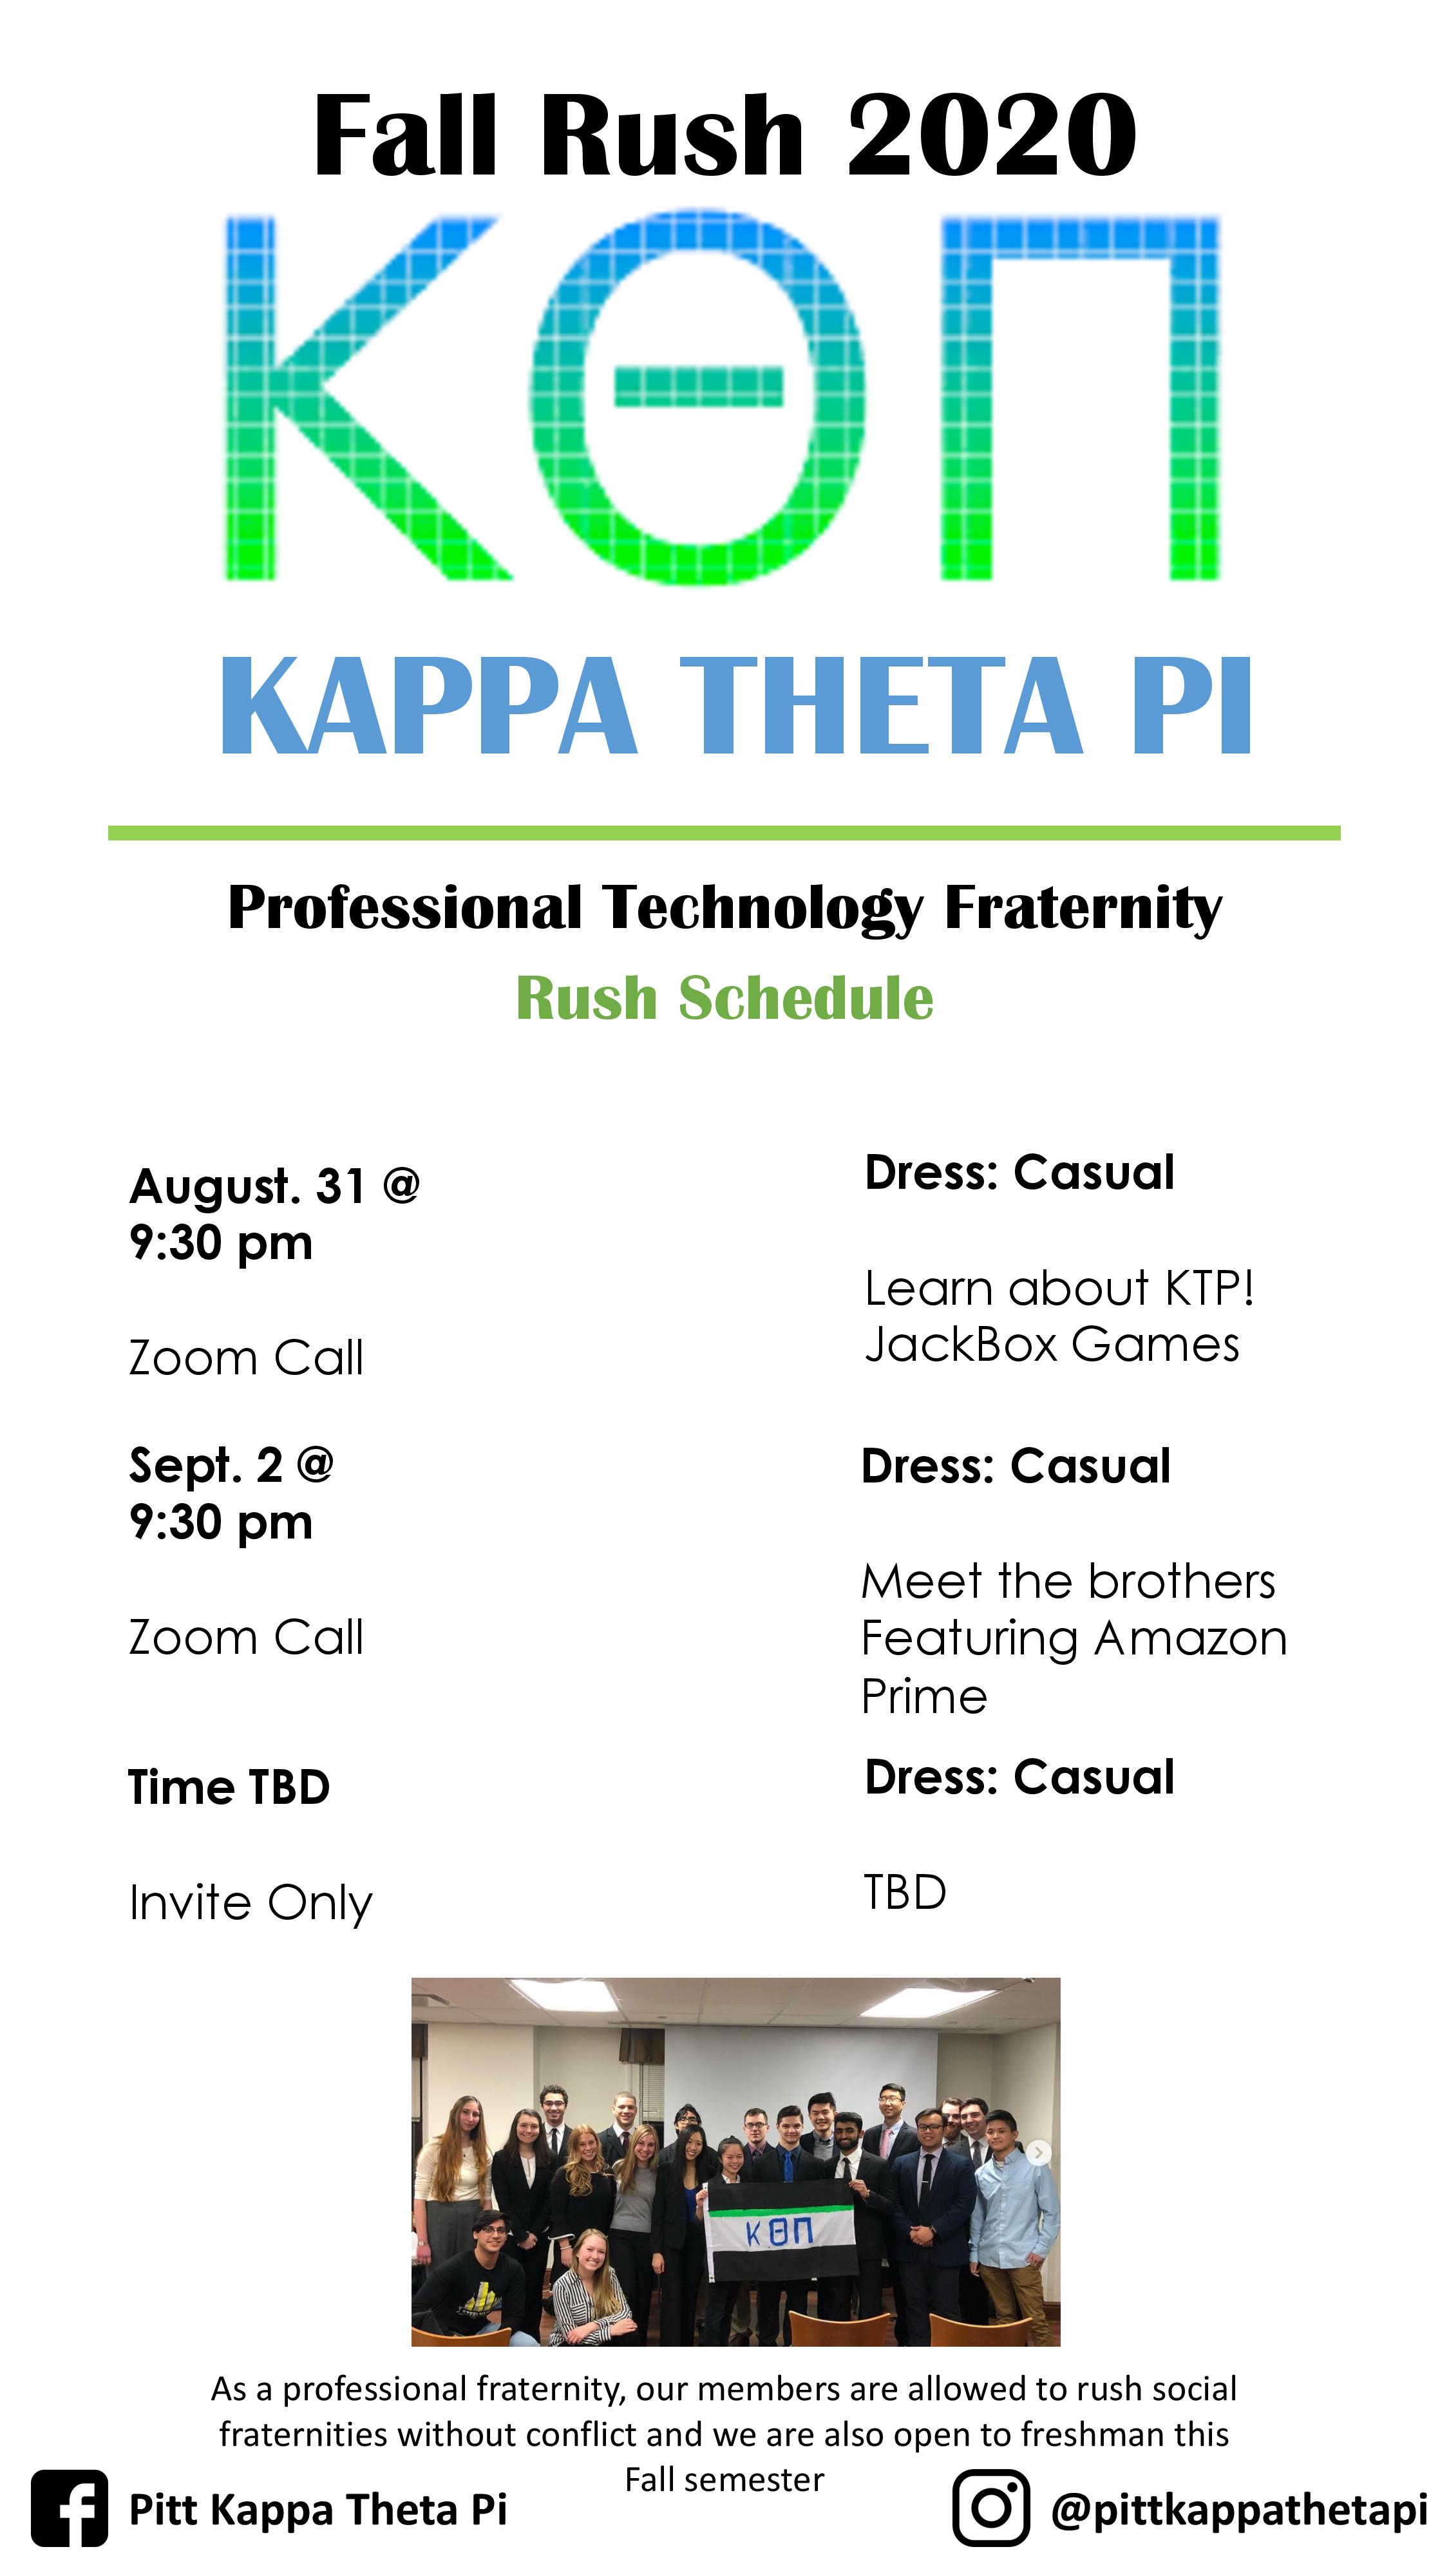 Fall Rush 2020
ΚΘΠ
KAPPA THETA PI
Professional Technology Fraternity
Rush Schedule
August. 31 @
9:30 pm
Zoom Call
Dress: Casual
Learn about KTP!
JackBox Games
Sept. 2 @
9:30 pm
Zoom Call
Dress: Casual
Meet the brothers
Featuring Amazon
Prime
Time TBD
Invite Only
Dress: Casual
TBD
ΚΘΠ
As a professional fraternity, our members are allowed to rush social
fraternities without conflict and we are also open to freshman this
Fall semester
Pitt Kappa Theta Pi
@pittkappathetapi